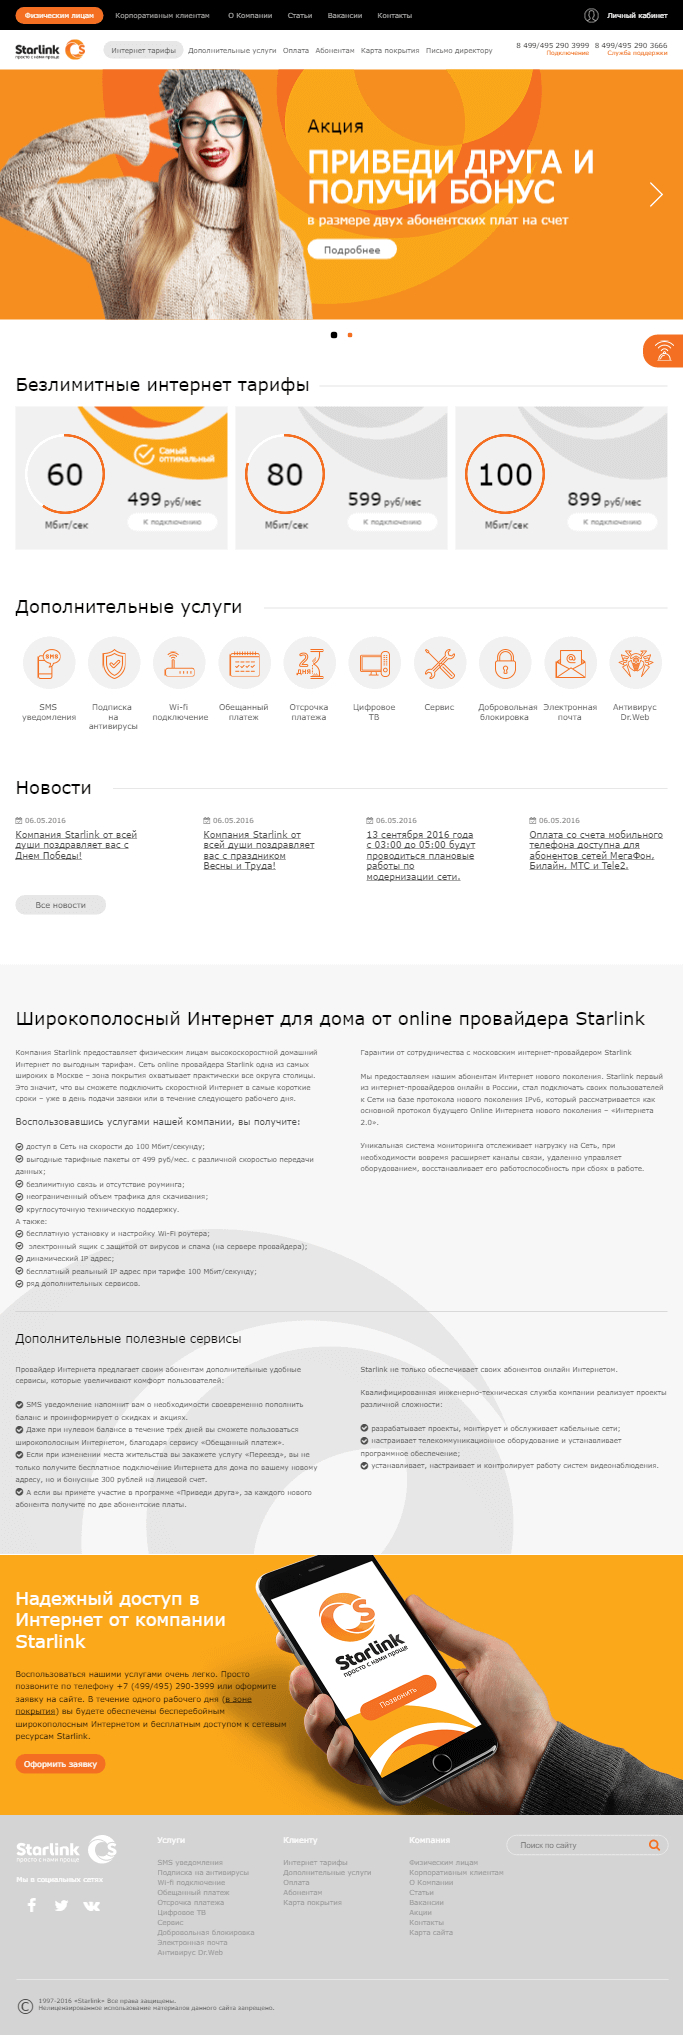 Физическим лицам
Корпоративным клиентам
О Компании
Статьи
Вакансии
Контакты
Личный кабинет
Starlink
просто с нами проще
Интернет тарифы
Дополнительные услуги
Оплата
Абонентам
Карта покрытия
Письмо директору
8 499/495 290 3999
Подключение
8 499/495 290 3666
Служба поддержки
Акция
ПРИВЕДИ ДРУГА И
ПОЛУЧИ БОНУС
в размере двух абонентских плат на счет
Подробнее
Безлимитные интернет тарифы
60
Мбит/сек
Самый
оптимальный
499 руб/мес
К подключению
80
Мбит/сек
599 руб/мес
К подключению
100
Мбит/сек
899 руб/мес
К подключению
Дополнительные услуги
SMS
2
ДНЯ
@
SMS
уведомления
Подписка
на
антивирусы
Wi-fi
подключение
Обещанный
платеж
Отсрочка
платежа
Цифровое
ТВ
Сервис
Добровольная
блокировка
Электронная
почта
Антивирус
Dr.Web
Новости
06.05.2016
Компания Starlink от всей
души поздравляет вас с
Днем Победы!
06.05.2016
Компания Starlink от
всей души поздравляет
вас с праздником
Весны и Труда!
06.05.2016
13 сентября 2016 года
с 03:00 до 05:00 будут
проводиться плановые
работы по
модернизации сети.
06.05.2016
Оплата со счета мобильного
телефона доступна для
абонентов сетей МегаФон,
Билайн, МТС и Tele2.
Все новости
Широкополосный Интернет для дома от online провайдера Starlink
Компания Starlink предоставляет физическим лицам высокоскоростной домашний
Интернет по выгодным тарифам. Сеть online провайдера Starlink одна из самых
широких в Москве – зона покрытия охватывает практически все округа столицы.
Это значит, что вы сможете подключить скоростной Интернет в самые короткие
сроки – уже в день подачи заявки или в течение следующего рабочего дня.
Воспользовавшись услугами нашей компании, вы получите:
доступ в Сеть на скорости до 100 Мбит/секунду;
выгодные тарифные пакеты от 499 руб/мес. с различной скоростью передачи
данных;
безлимитную связь и отсутствие роуминга;
неограниченный объем трафика для скачивания;
круглосуточную техническую поддержку.
А также:
бесплатную установку и настройку Wi-Fi роутера;
электронный ящик с защитой от вирусов и спама (на сервере провайдера);
динамический IP адрес;
бесплатный реальный IP адрес при тарифе 100 Мбит/секунду;
ряд дополнительных сервисов.
Гарантии от сотрудничества с московским интернет-провайдером Starlink
Мы предоставляем нашим абонентам Интернет нового поколения. Starlink первый
из интернет-провайдеров онлайн в России, стал подключать своих пользователей
к Сети на базе протокола нового поколения IPv6, который рассматривается как
основной протокол будущего Online Интернета нового поколения – «Интернета
2.0».
Уникальная система мониторинга отслеживает нагрузку на Сеть, при
необходимости вовремя расширяет каналы связи, удаленно управляет
оборудованием, восстанавливает его работоспособность при сбоях в работе.
Дополнительные полезные сервисы
Провайдер Интернета предлагает своим абонентам дополнительные удобные
сервисы, которые увеличивают комфорт пользователей:
SMS уведомление напомнит вам о необходимости своевременно пополнить
баланс и проинформирует о скидках и акциях.
Даже при нулевом балансе в течение трех дней вы сможете пользоваться
широкополосным Интернетом, благодаря сервису «Обещанный платеж».
Если при изменении места жительства вы закажете услугу «Переезд», вы не
только получите бесплатное подключение Интернета для дома по вашему новому
адресу, но и бонусные 300 рублей на лицевой счет.
А если вы примете участие в программе «Приведи друга», за каждого нового
абонента получите по две абонентские платы.
Starlink не только обеспечивает своих абонентов онлайн Интернетом.
Квалифицированная инженерно-техническая служба компании реализует проекты
различной сложности:
разрабатывает проекты, монтирует и обслуживает кабельные сети;
настраивает телекоммуникационное оборудование и устанавливает
программное обеспечение;
устанавливает, настраивает и контролирует работу систем видеонаблюдения.
Надежный доступ в
Интернет от компании
Starlink
Воспользоваться нашими услугами очень легко. Просто
позвоните по телефону +7 (499/495) 290-3999 или оформите
заявку на сайте. В течение одного рабочего дня (в зоне
покрытия) вы будете обеспечены бесперебойным
широкополосным Интернетом и бесплатным доступом к сетевым
ресурсам Starlink.
Оформить заявку
Starlink
просто с нами проще
Позвонить
Starlink
просто с нами проще
Мы в социальных сетях
Услуги
SMS уведомления
Подписка на антивирусы
Wi-fi подключение
Обещанный платеж
Отсрочка платежа
Цифровое ТВ
Сервис
Добровольная блокировка
Электронная почта
Антивирус Dr.Web
Клиенту
Интернет тарифы
Дополнительные услуги
Оплата
Абонентам
Карта покрытия
Компания
Физическим лицам
Корпоративным клиентам
О Компании
Статьи
Вакансии
Акции
Контакты
Карта сайта
Поиск по сайту
© 1997-2016 «Starlink» Все права защищены.
Нелицензированное использование материалов данного сайта запрещено.